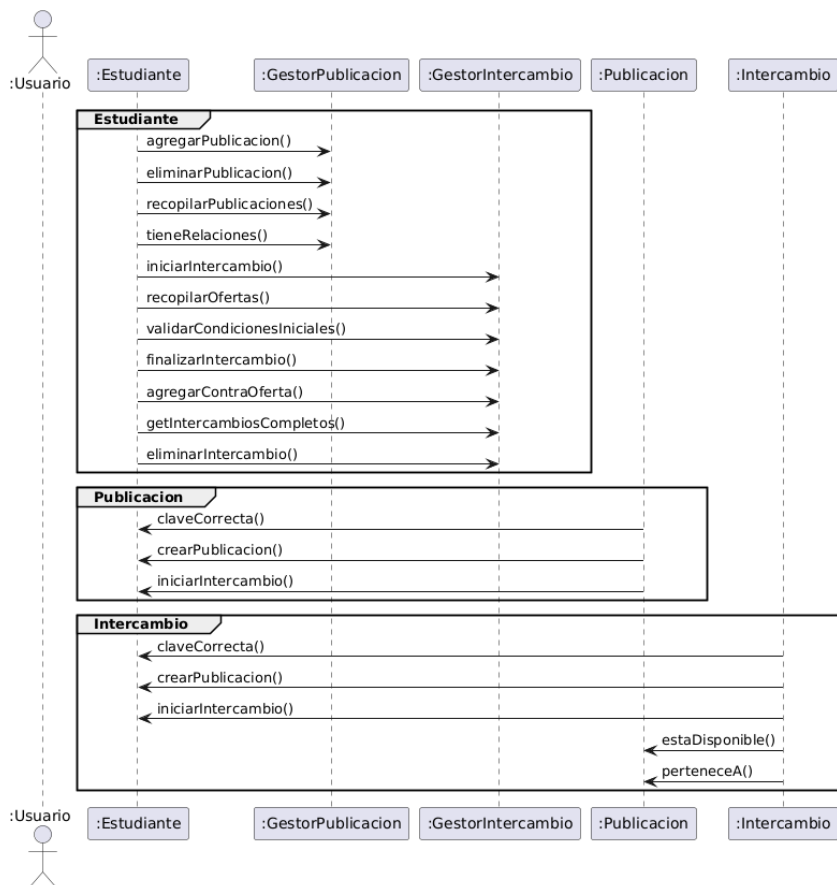 :Usuario
:Estudiante
:GestorPublicacion
:GestorIntercambio
:Publicacion
:Intercambio
Estudiante
agregarPublicacion()
eliminarPublicacion()
recopilarPublicaciones()
tieneRelaciones()
iniciarIntercambio()
recopilarOfertas()
validarCondicionesIniciales()
finalizarIntercambio()
agregarContraOferta()
getIntercambiosCompletos()
eliminarIntercambio()
Publicacion
claveCorrecta()
crearPublicacion()
iniciarIntercambio()
Intercambio
claveCorrecta()
crearPublicacion()
iniciarIntercambio()
estaDisponible()
perteneceA()
:Usuario
:Estudiante
:GestorPublicacion
:GestorIntercambio
:Publicacion
:Intercambio